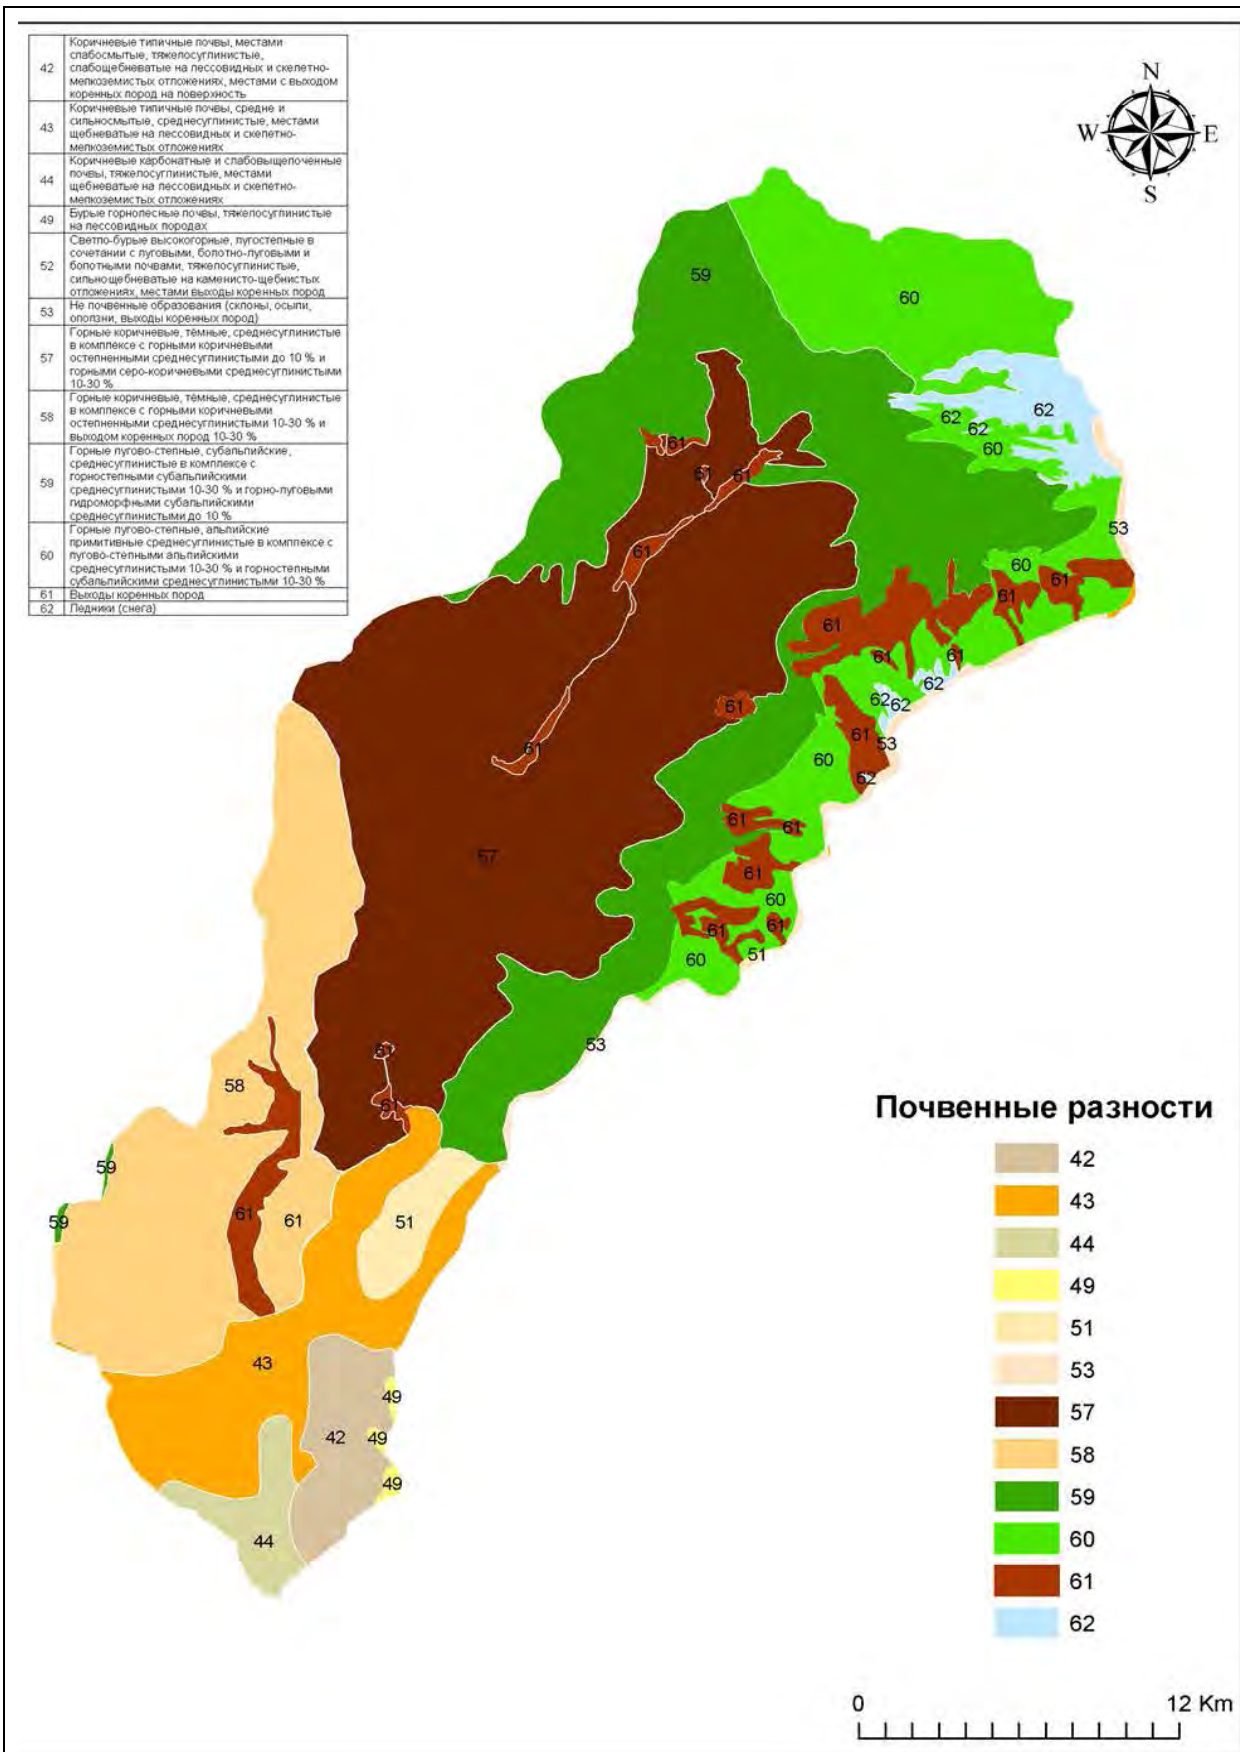 42 Коричневые типичные почвы, местами
слабосмытые, тяжелосуглинистые,
слабощебневатые на лессовидных и скелетно-
мелкоземистых отложениях, местами с выходом
коренных пород на поверхность
43 Коричневые типичные почвы, средне и
сильносмытые, среднесуглинистые, местами
щебневатые на лессовидных и скелетно-
мелкоземистых отложениях
44 Коричневые карбонатные и слабовыщелоченные
почвы, тяжелосуглинистые, местами
щебневатые на лессовидных и скелетно-
мелкоземистых отложениях
49 Бурые горнолесные почвы, тяжелосуглинистые
на лессовидных породах
52 Светло-бурые высокогорные, лугостепные в
сочетании с луговыми, болотно-луговыми и
болотными почвами, тяжелосуглинистые,
сильнощебневатые на каменисто-щебнистых
отложениях, местами выходы коренных пород
53 Не почвенные образования (склоны, осыпи,
оползни, выходы коренных пород)
57 Горные коричневые, тёмные, среднесуглинистые
в комплексе с горными коричневыми
остепненными среднесуглинистыми до 10 % и
горными серо-коричневыми среднесуглинистыми
10-30 %
58 Горные коричневые, тёмные, среднесуглинистые
в комплексе с горными коричневыми
остепненными среднесуглинистыми 10-30 % и
выходом коренных пород 10-30 %
59 Горные лугово-степные, субальпийские,
среднесуглинистые в комплексе с
горностепными субальпийскими
среднесуглинистыми 10-30 % и горно-луговыми
гидроморфными субальпийскими
среднесуглинистыми до 10 %
60 Горные лугово-степные, альпийские
примитивные среднесуглинистые в комплексе с
лугово-степными альпийскими
среднесуглинистыми 10-30 % и горностепными
субальпийскими среднесуглинистыми 10-30 %
61 Выходы коренных пород
62 Ледники (снега)
N
W E
S
59
60
62
62
62
60
61
61
61
53
61
60
61
61
61
61
61
62
62
62
61
61
53
62
60
61
57
61
61
61
60
61
61
51
60
53
61
61
58
59
59
61
61
51
43
49
42
49
49
44
Почвенные разности
42
43
44
49
51
53
57
58
59
60
61
62
0 12 Km